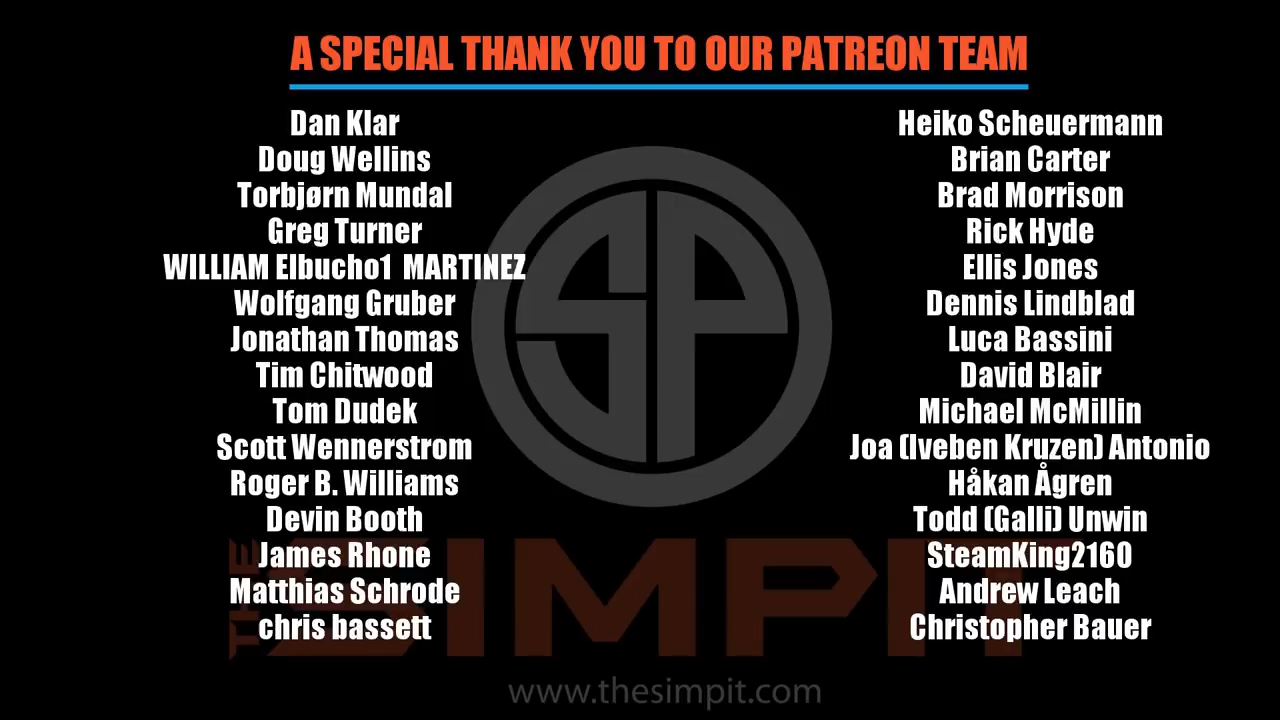 A SPECIAL THANK YOU TO OUR PATREON TEAM
Dan Klar
Doug Wellins
Torbjørn Mundal
Greg Turner
WILLIAM Elbucho1 MARTINEZ
Wolfgang Gruber
Jonathan Thomas
Tim Chitwood
Tom Dudek
Scott Wennerstrom
Roger B. Williams
Devin Booth
James Rhone
Matthias Schrode
chris bassett
Heiko Scheuermann
Brian Carter
Brad Morrison
Rick Hyde
Ellis Jones
Dennis Lindblad
Luca Bassini
David Blair
Michael McMillin
Joa (Iveben Kruzen) Antonio
Håkan Ågren
Todd (Galli) Unwin
SteamKing2160
Andrew Leach
Christopher Bauer
SP
THE SIMPIT
www.thesimpit.com